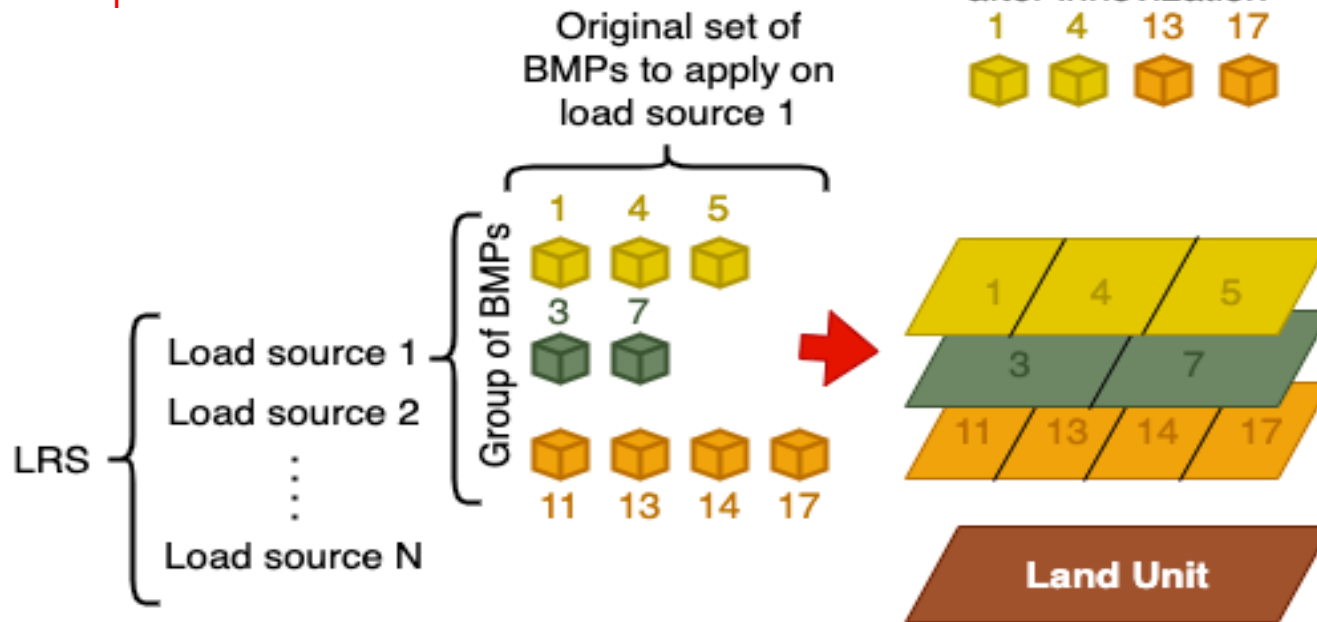 Original set of
BMPs to apply on
load source 1
1 4 13 17
1 4 5
Group of BMPs
3 7
11 13 14 17
LRS
Load source 1
Load source 2
Load source N
1 4 5
3 7
11 13 14 17
Land Unit